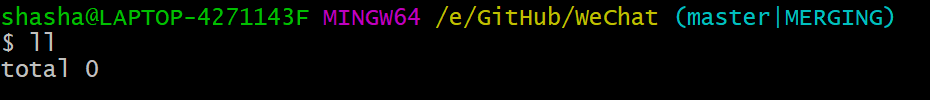 shasha@LAPTOP-4271143F MINGW64 /e/GitHub/WeChat (master|MERGING)
$ ll
total 0